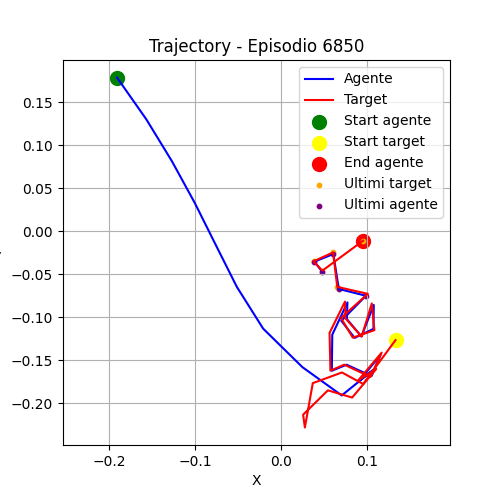 Trajectory - Episodio 6850
Agente
Target
Start agente
Start target
End agente
Ultimi target
Ultimi agente
0.15
0.10
0.05
0.00
−0.05
−0.10
−0.15
−0.20
−0.2
−0.1
0.0
0.1
X